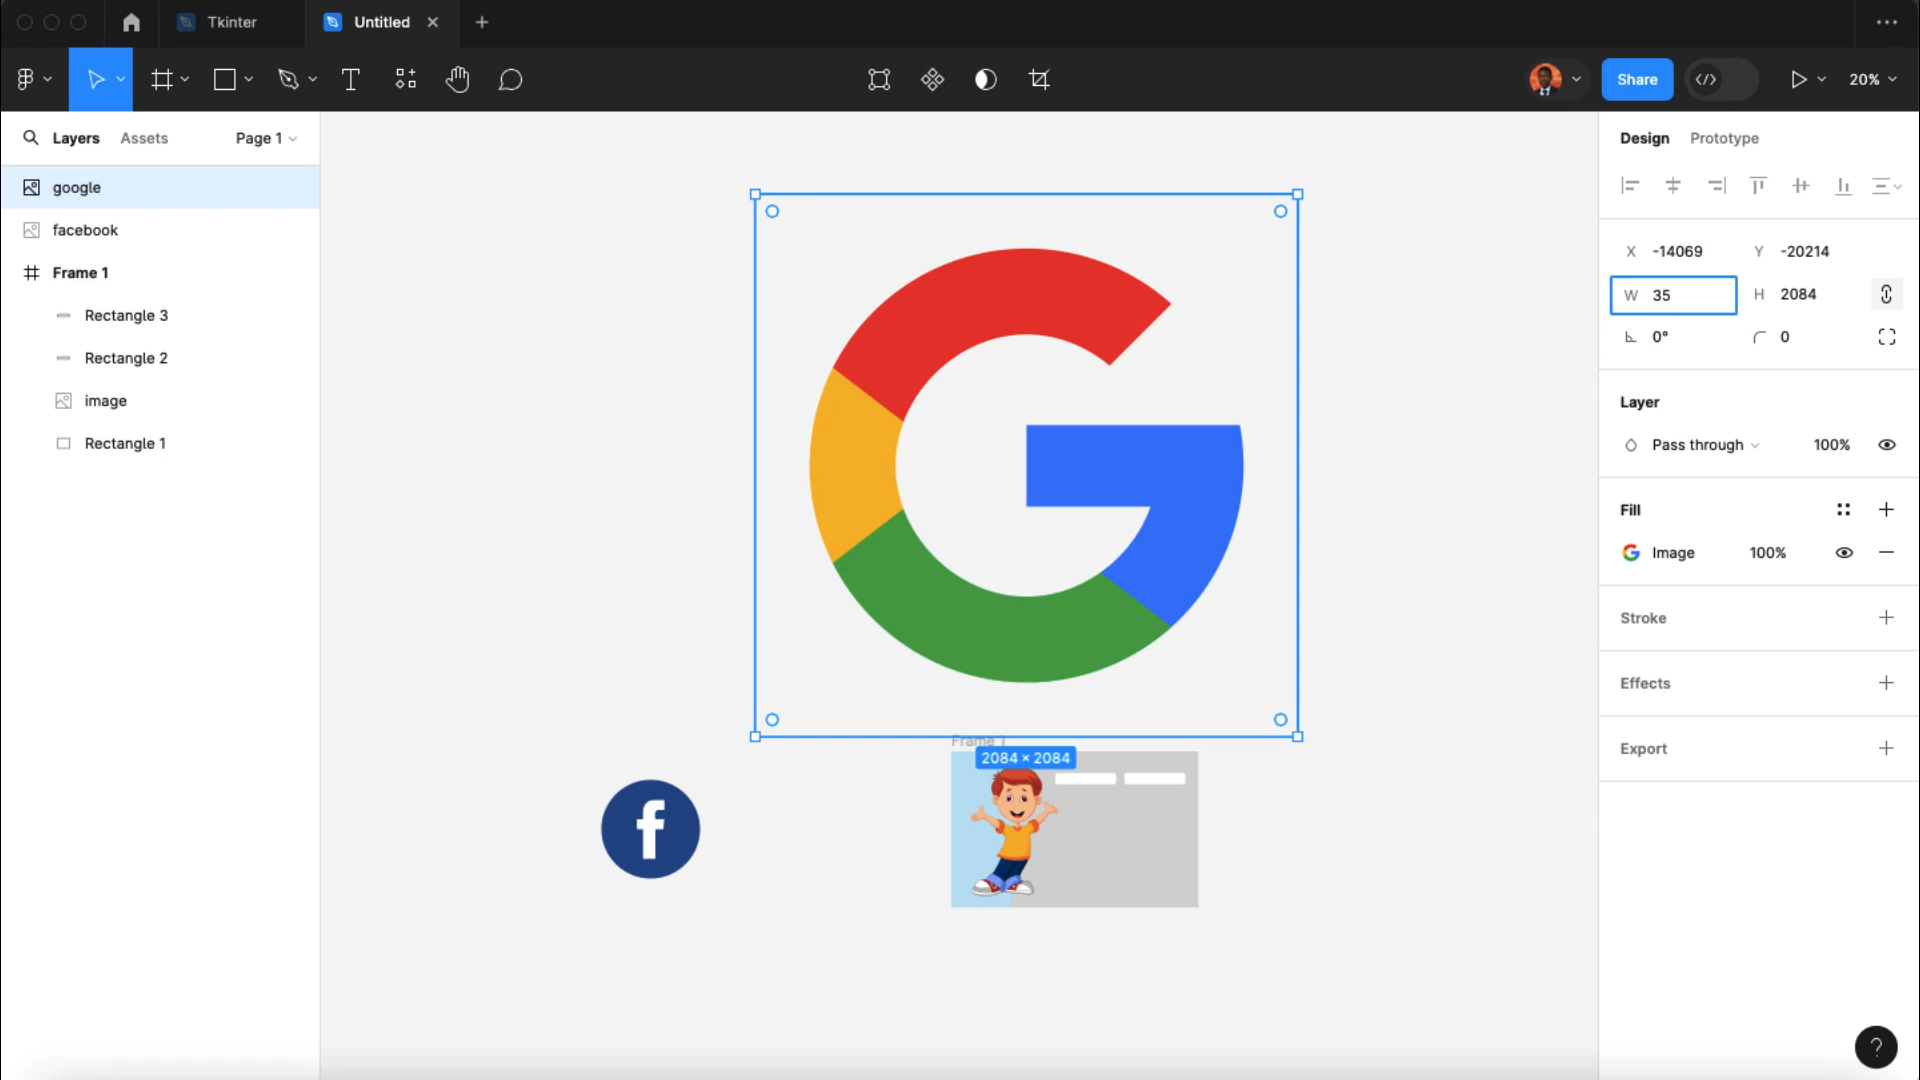 Tkinter
Untitled
Share
20%
Layers
Assets
Page 1
google
facebook
Frame 1
Rectangle 3
Rectangle 2
image
Rectangle 1
Frame 1
2084 × 2084
f
Design
Prototype
X -14069
Y -20214
W 35
H 2084
0°
0
Layer
Pass through
100%
Fill
Image
100%
Stroke
Effects
Export
?